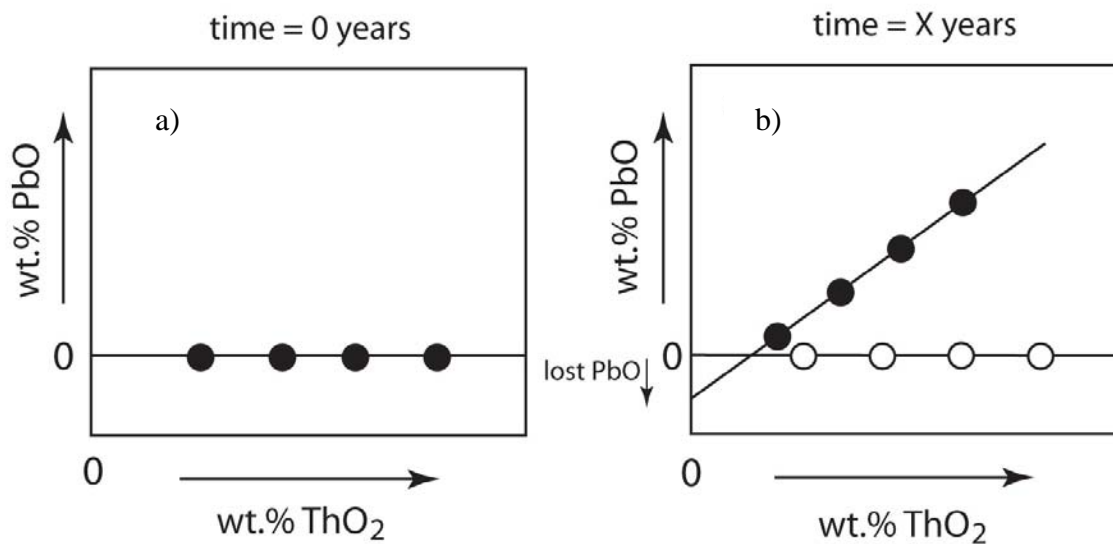 time = 0 years
a)
wt.% PbO
0
0
wt.% ThO₂
time = X years
b)
wt.% PbO
0
lost PbO
0
wt.% ThO₂